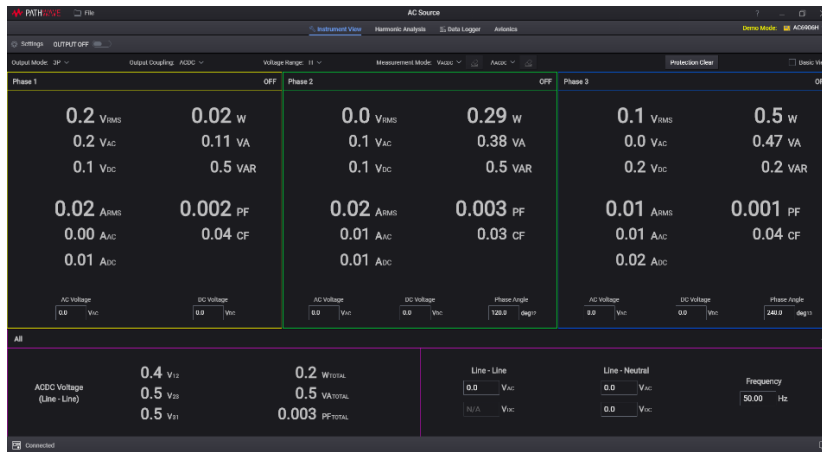 PATHWAVE File AC Source ?
Instrument View Harmonic Analysis Data Logger Avionics Demo Mode: AC6906H
Settings OUTPUT OFF
Output Mode: 3P Output Coupling: ACDC Voltage Range: Measurement Mode: VACDC AACDC Protection Clear Basic Vi
Phase 1 OFF Phase 2 OFF Phase 3
0.2 VRMS 0.02 W 0.0 VRMS 0.29 W 0.1 VRMS 0.5 W
0.2 VAC 0.11 VA 0.1 VAC 0.38 VA 0.0 VAC 0.47 VA
0.1 VDC 0.5 VAR 0.1 VDC 0.5 VAR 0.2 VDC 0.2 VAR
0.02 ARMS 0.002 PF 0.02 ARMS 0.003 PF 0.01 ARMS 0.001 PF
0.00 AAC 0.04 CF 0.01 AAC 0.03 CF 0.01 AAC 0.04 CF
0.01 ADC 0.01 ADC 0.02 ADC
AC Voltage DC Voltage AC Voltage DC Voltage Phase Angle AC Voltage DC Voltage Phase Angle
0.0 VAC 0.0 VDC 0.0 VAC 0.0 VDC 120.0 deg12 0.0 VAC 0.0 VDC 240.0 deg13
All
ACDC Voltage
(Line - Line)
0.4 V12 0.2 WTOTAL
0.5 V23 0.5 VATOTAL
0.5 V31 0.003 PFTOTAL
Line - Line Line - Neutral Frequency
0.0 VAC 0.0 VAC 50.00 Hz
N/A VDC 0.0 VDC
Connected